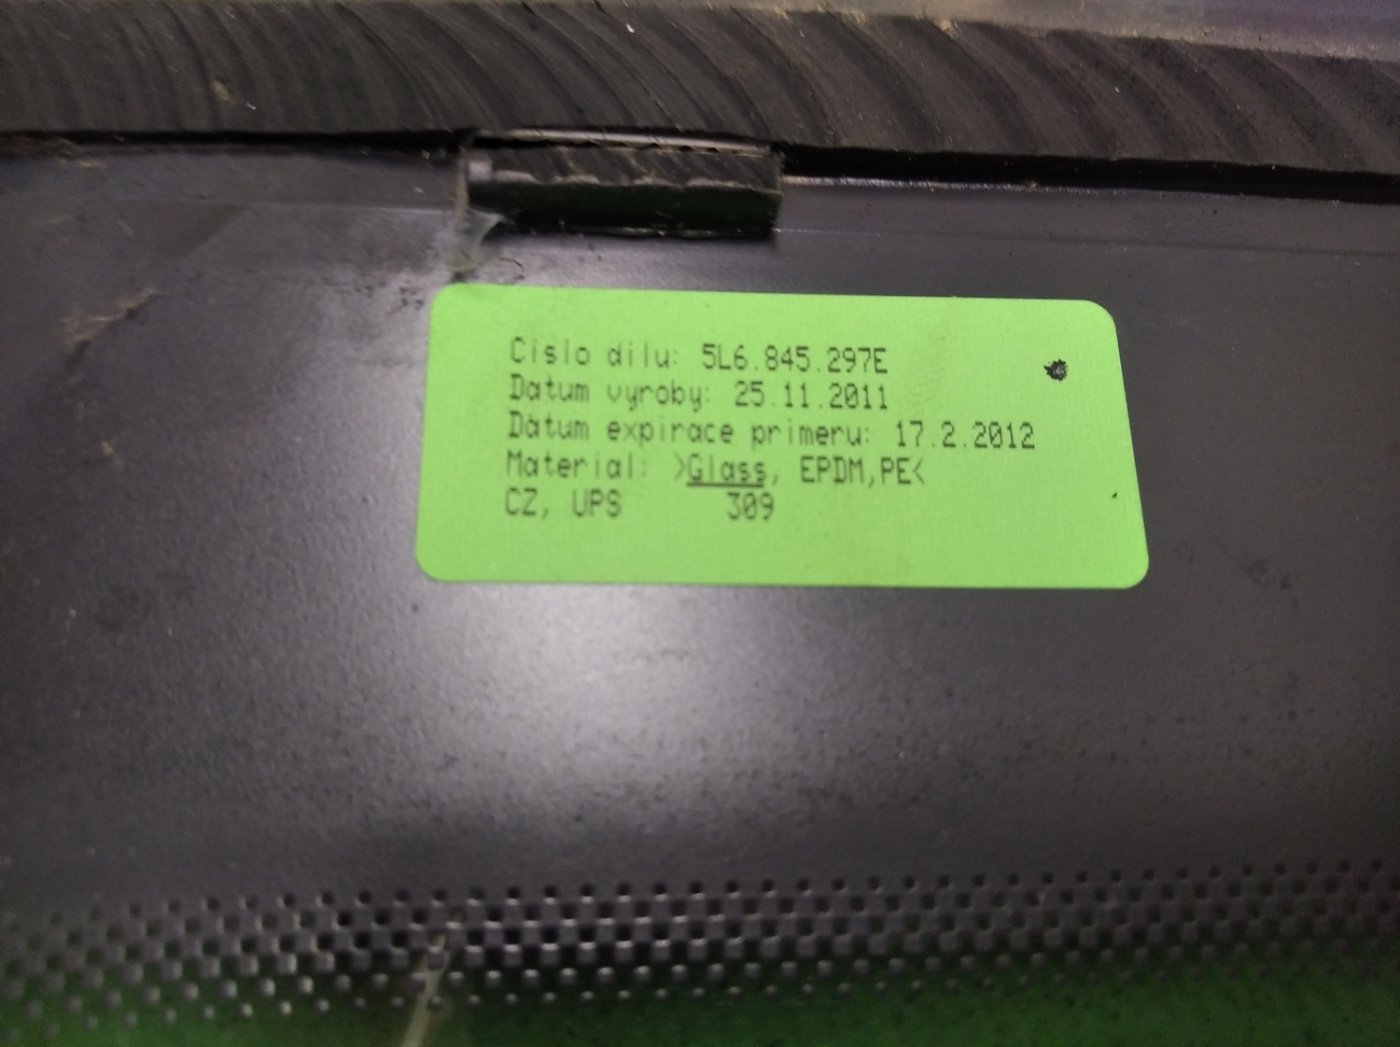 Cislo dilu: 5L6.845.297E
Datum vyroby: 25.11.2011
Datum expirace primeru: 17.2.2012
Material: >Glass, EPDM,PE<
CZ, UPS 309